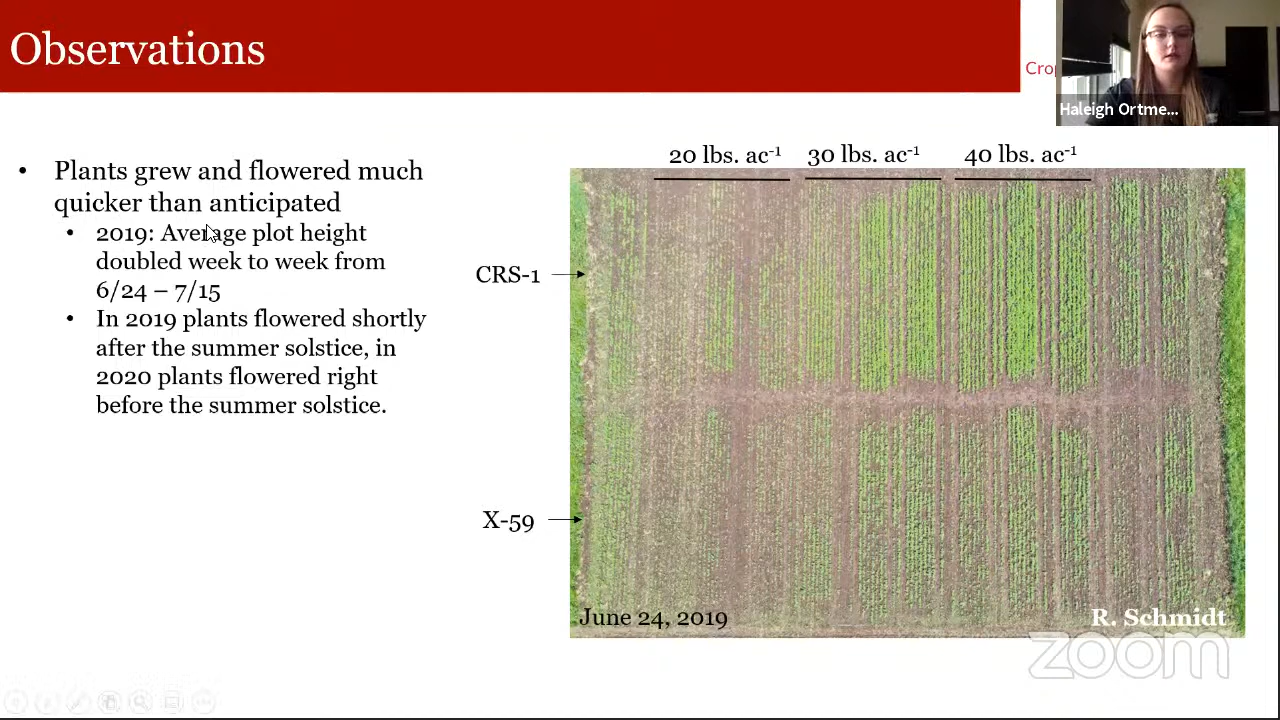 Observations
Crop
Haleigh Ortme...
• Plants grew and flowered much
quicker than anticipated
• 2019: Average plot height
doubled week to week from
6/24 – 7/15
• In 2019 plants flowered shortly
after the summer solstice, in
2020 plants flowered right
before the summer solstice.
20 lbs. ac-1 30 lbs. ac-1 40 lbs. ac-1
CRS-1
X-59
June 24, 2019
R. Schmidt
zoom